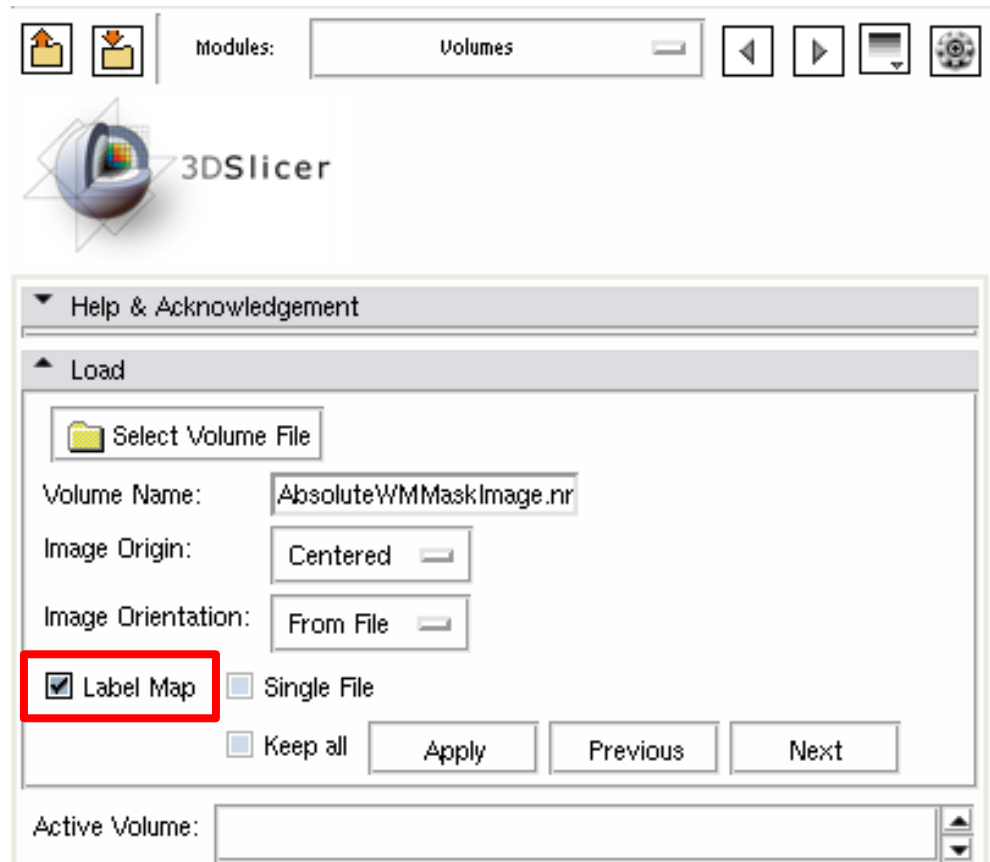 Modules: Volumes
3DSlicer
Help & Acknowledgement
Load
Select Volume File
Volume Name: AbsoluteWMMaskImage.nr
Image Origin: Centered
Image Orientation: From File
Label Map Single File
Keep all Apply Previous Next
Active Volume: